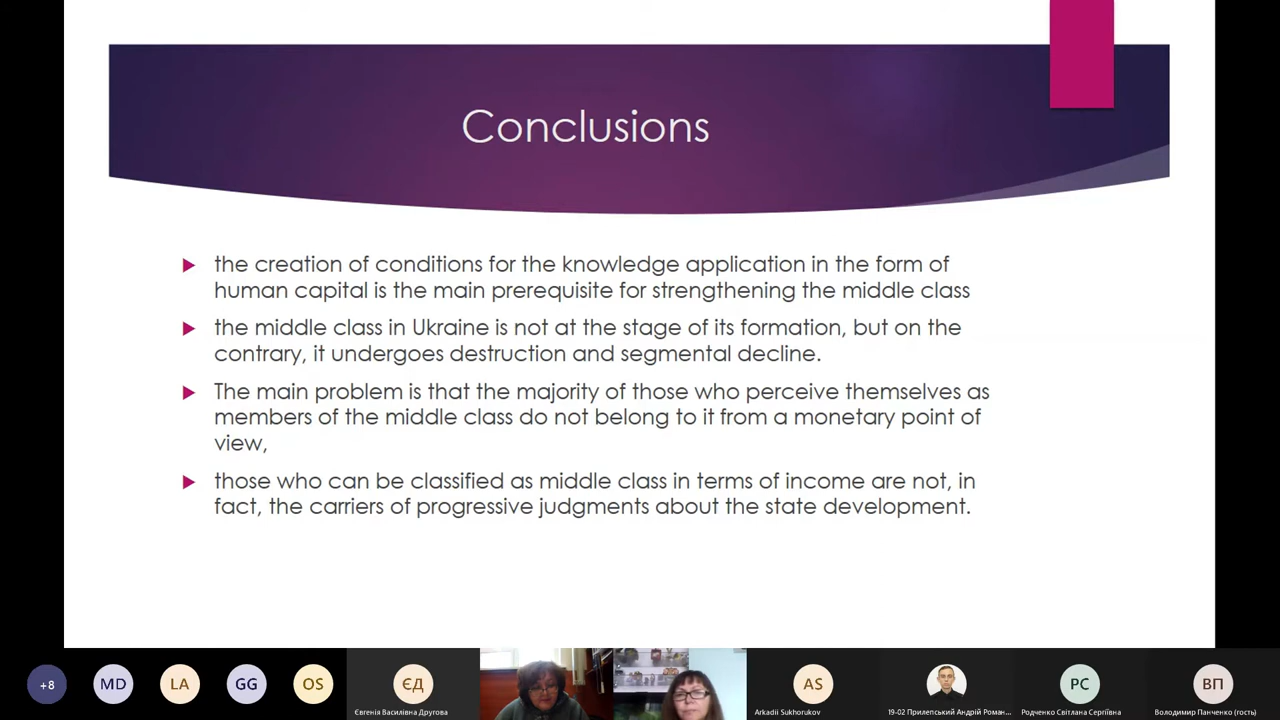 Conclusions
the creation of conditions for the knowledge application in the form of
human capital is the main prerequisite for strengthening the middle class
the middle class in Ukraine is not at the stage of its formation, but on the
contrary, it undergoes destruction and segmental decline.
The main problem is that the majority of those who perceive themselves as
members of the middle class do not belong to it from a monetary point of
view,
those who can be classified as middle class in terms of income are not, in
fact, the carriers of progressive judgments about the state development.
+8 MD LA GG OS ЄД AS РС ВП
Євгенія Василівна Другова Arkadii Sukhorukov 19-02 Прилепський Андрій Роман... Родченко Світлана Сергіївна Володимир Панченко (гость)